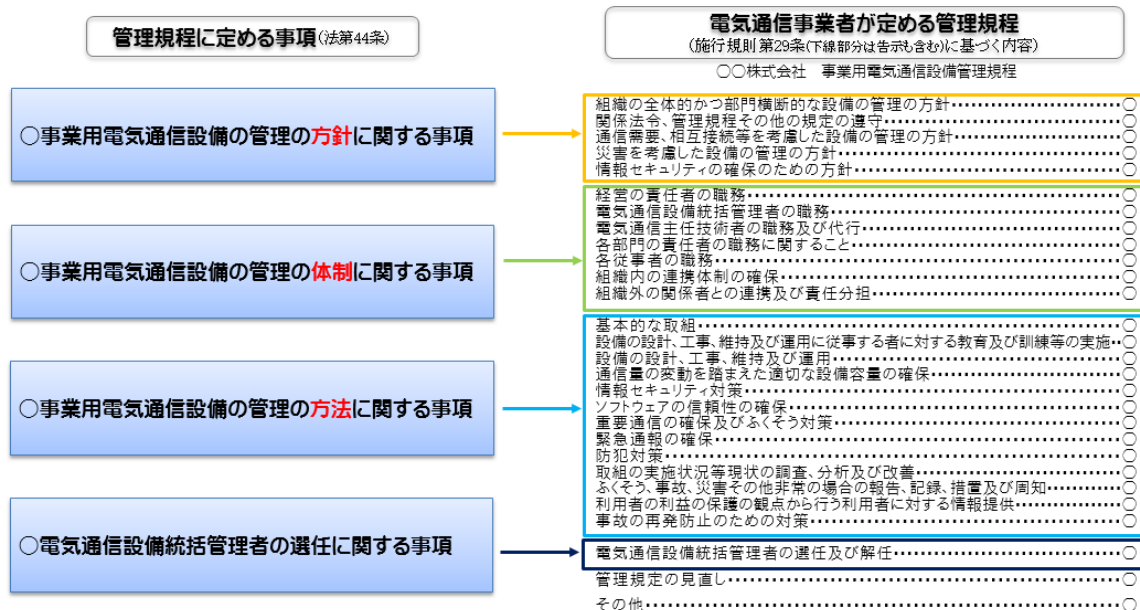 管理規程に定める事項(法第44条)
○事業用電気通信設備の管理の方針に関する事項
○事業用電気通信設備の管理の体制に関する事項
○事業用電気通信設備の管理の方法に関する事項
○電気通信設備統括管理者の選任に関する事項
電気通信事業者が定める管理規程
(施行規則第29条(下線部分は告示も含む)に基づく内容)
○○株式会社 事業用電気通信設備管理規程
組織の全体的かつ部門横断的な設備の管理の方針‥‥‥‥‥‥‥‥‥‥‥○
関係法令、管理規程その他の規定の遵守‥‥‥‥‥‥‥‥‥‥‥‥‥‥○
通信需要、相互接続等を考慮した設備の管理の方針‥‥‥‥‥‥‥‥‥‥‥○
災害を考慮した設備の管理の方針‥‥‥‥‥‥‥‥‥‥‥‥‥‥‥‥○
情報セキュリティの確保のための方針‥‥‥‥‥‥‥‥‥‥‥‥‥‥‥○
経営の責任者の職務‥‥‥‥‥‥‥‥‥‥‥‥‥‥‥‥‥‥‥‥‥○
電気通信設備統括管理者の職務‥‥‥‥‥‥‥‥‥‥‥‥‥‥‥‥‥○
電気通信主任技術者の職務及び代行‥‥‥‥‥‥‥‥‥‥‥‥‥‥‥○
各部門の責任者の職務に関すること‥‥‥‥‥‥‥‥‥‥‥‥‥‥‥‥○
各従事者の職務‥‥‥‥‥‥‥‥‥‥‥‥‥‥‥‥‥‥‥‥‥‥‥○
組織内の連携体制の確保‥‥‥‥‥‥‥‥‥‥‥‥‥‥‥‥‥‥‥‥○
組織外の関係者との連携及び責任分担‥‥‥‥‥‥‥‥‥‥‥‥‥‥‥○
基本的な取組‥‥‥‥‥‥‥‥‥‥‥‥‥‥‥‥‥‥‥‥‥‥‥‥○
設備の設計、工事、維持及び運用に従事する者に対する教育及び訓練等の実施‥○
設備の設計、工事、維持及び運用‥‥‥‥‥‥‥‥‥‥‥‥‥‥‥‥‥○
通信量の変動を踏まえた適切な設備容量の確保‥‥‥‥‥‥‥‥‥‥‥‥○
情報セキュリティ対策‥‥‥‥‥‥‥‥‥‥‥‥‥‥‥‥‥‥‥‥‥○
ソフトウェアの信頼性の確保‥‥‥‥‥‥‥‥‥‥‥‥‥‥‥‥‥‥‥○
重要通信の確保及びふくそう対策‥‥‥‥‥‥‥‥‥‥‥‥‥‥‥‥‥○
緊急通報の確保‥‥‥‥‥‥‥‥‥‥‥‥‥‥‥‥‥‥‥‥‥‥‥○
防犯対策‥‥‥‥‥‥‥‥‥‥‥‥‥‥‥‥‥‥‥‥‥‥‥‥‥‥○
取組の実施状況等現状の調査、分析及び改善‥‥‥‥‥‥‥‥‥‥‥‥‥○
ふくそう、事故、災害その他非常の場合の報告、記録、措置及び周知‥‥‥‥‥○
利用者の利益の保護の観点から行う利用者に対する情報提供‥‥‥‥‥‥‥‥○
事故の再発防止のための対策‥‥‥‥‥‥‥‥‥‥‥‥‥‥‥‥‥‥‥○
電気通信設備統括管理者の選任及び解任‥‥‥‥‥‥‥‥‥‥‥‥‥‥○
管理規定の見直し‥‥‥‥‥‥‥‥‥‥‥‥‥‥‥‥‥‥‥‥‥‥○
その他‥‥‥‥‥‥‥‥‥‥‥‥‥‥‥‥‥‥‥‥‥‥‥‥‥‥‥○